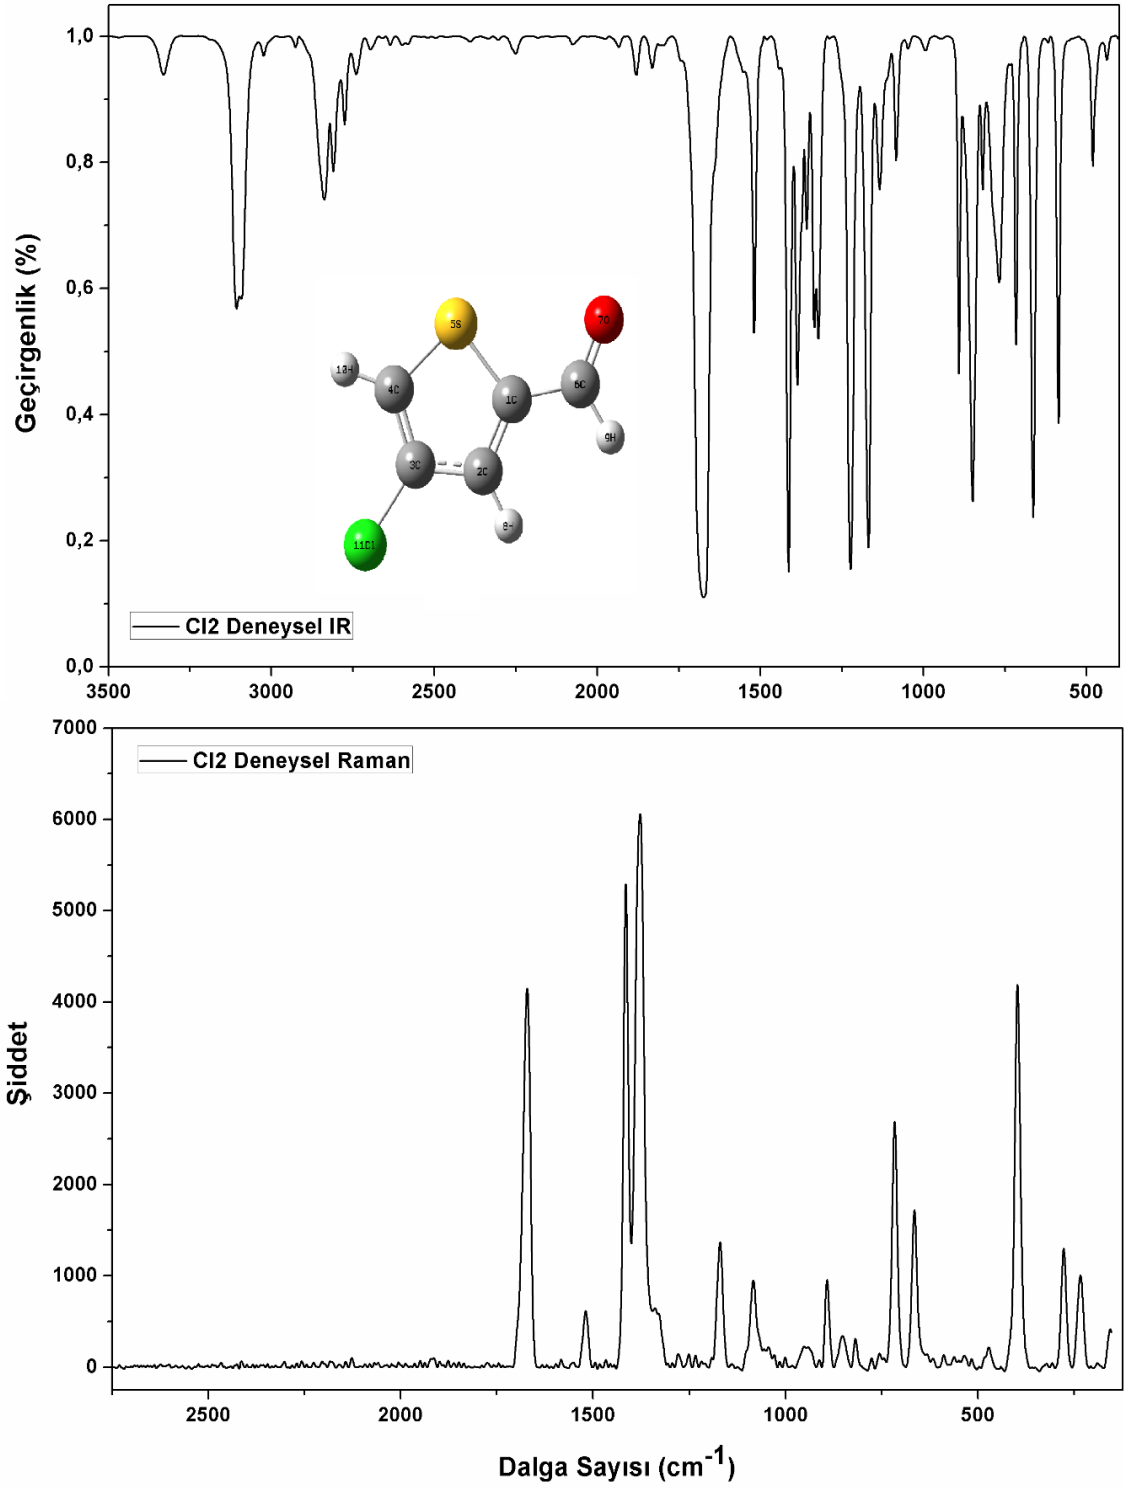 1,0
0,8
0,6
0,4
0,2
0,0
Geçirgenlik (%)
5S
7O
10H
4C
1C
6C
9H
3C
2C
8H
11Cl
Cl2 Deneysel IR
3500 3000 2500 2000 1500 1000 500
7000
6000
5000
4000
3000
2000
1000
0
Şiddet
Cl2 Deneysel Raman
2500 2000 1500 1000 500
Dalga Sayısı (cm-1)